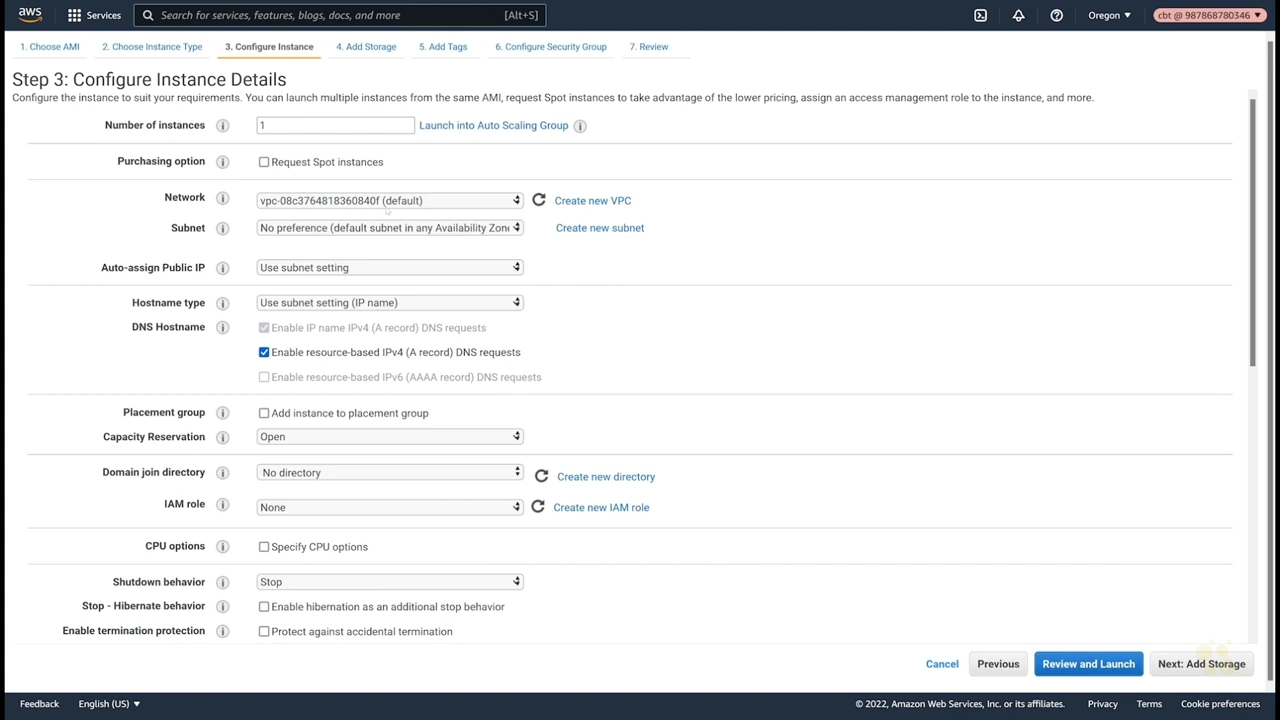 aws Services Search for services, features, blogs, docs, and more [Alt+S] Oregon cbt @ 987868780346
1. Choose AMI 2. Choose Instance Type 3. Configure Instance 4. Add Storage 5. Add Tags 6. Configure Security Group 7. Review
Step 3: Configure Instance Details
Configure the instance to suit your requirements. You can launch multiple instances from the same AMI, request Spot instances to take advantage of the lower pricing, assign an access management role to the instance, and more.
Number of instances 1 Launch into Auto Scaling Group
Purchasing option Request Spot instances
Network vpc-08c3764818360840f (default) Create new VPC
Subnet No preference (default subnet in any Availability Zone Create new subnet
Auto-assign Public IP Use subnet setting
Hostname type Use subnet setting (IP name)
DNS Hostname Enable IP name IPv4 (A record) DNS requests
Enable resource-based IPv4 (A record) DNS requests
Enable resource-based IPv6 (AAAA record) DNS requests
Placement group Add instance to placement group
Capacity Reservation Open
Domain join directory No directory Create new directory
IAM role None Create new IAM role
CPU options Specify CPU options
Shutdown behavior Stop
Stop - Hibernate behavior Enable hibernation as an additional stop behavior
Enable termination protection Protect against accidental termination
Cancel Previous Review and Launch Next: Add Storage
Feedback English (US) © 2022, Amazon Web Services, Inc. or its affiliates. Privacy Terms Cookie preferences